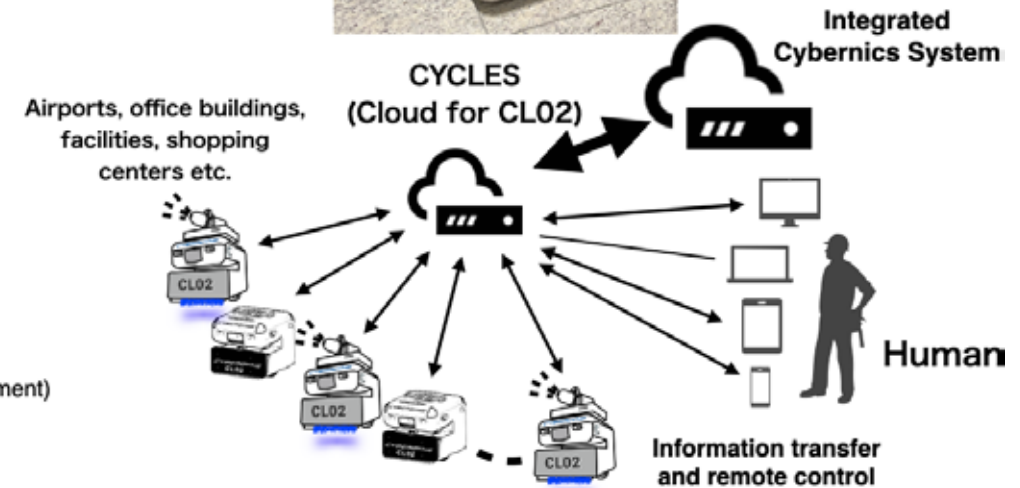 Integrated
Cybernics System
CYCLES
(Cloud for CL02)
Airports, office buildings,
facilities, shopping
centers etc.
CL02
CL02
CL02
Human
ment)
Information transfer
and remote control